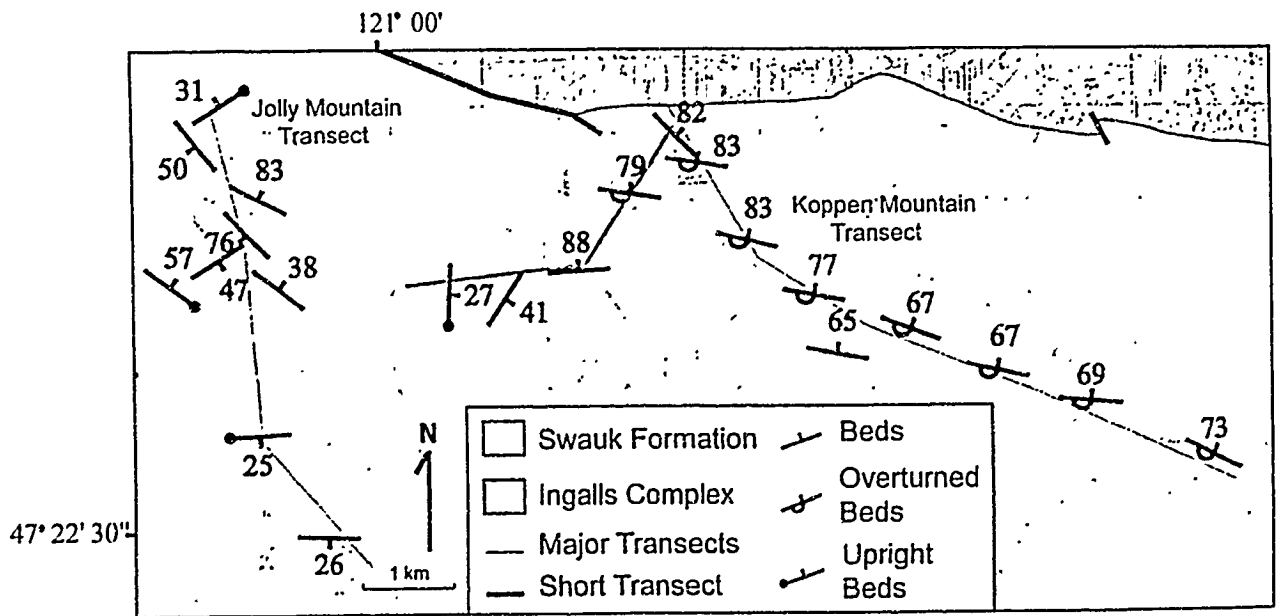 121° 00'
31
Jolly Mountain
Transect
50
83
76
57
47
38
82
83
79
83
Koppen Mountain
Transect
88
27
41
77
65
67
67
69
73
25
26
47° 22' 30"
N
1 km
Swauk Formation
Ingalls Complex
Major Transects
Short Transect
Beds
Overturned
Beds
Upright
Beds